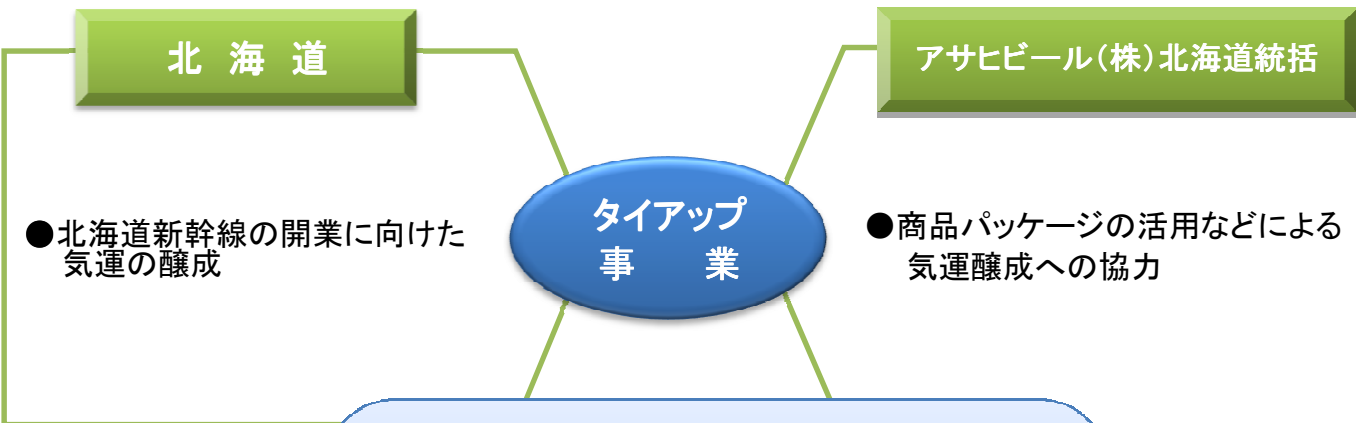 北 海 道
アサヒビール(株)北海道統括
タイアップ
事 業
●北海道新幹線の開業に向けた
気運の醸成
●商品パッケージの活用などによる
気運醸成への協力